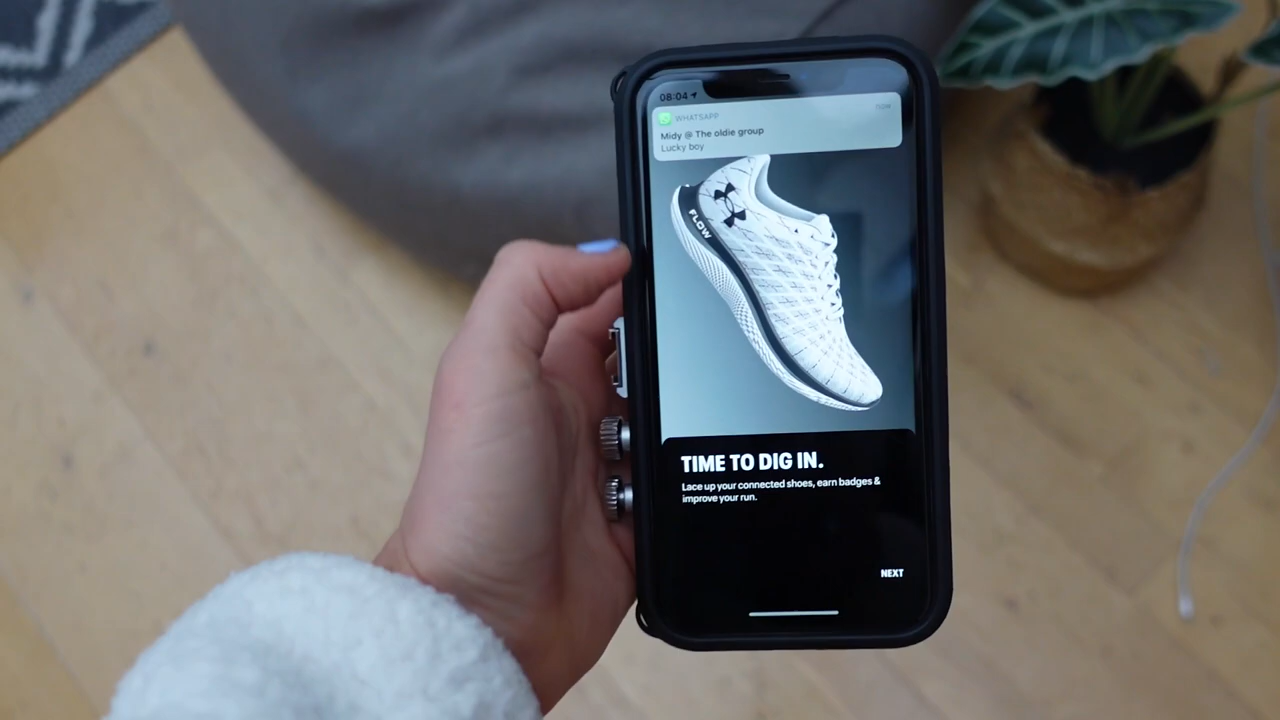 08:04
WHATSAPP
now
Midy @ The oldie group
Lucky boy
FLOW
TIME TO DIG IN.
Lace up your connected shoes, earn badges &
improve your run.
NEXT